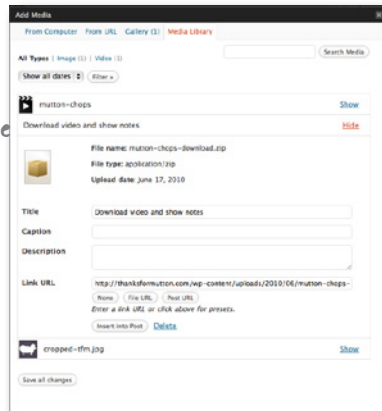 Add Media
From Computer From URL Gallery (1) Media Library
Search Media
All Types | Image (1) | Video (1)
Show all dates Filter »
mutton-chops Show
Download video and show notes Hide
File name: mutton-chops-download.zip
File type: application/zip
Upload date: June 17, 2010
Title Download video and show notes
Caption
Description
Link URL http://thanksformutton.com/wp-content/uploads/2010/06/mutton-chops-
None File URL Post URL
Enter a link URL or click above for presets.
Insert into Post Delete
cropped-tfm.jpg Show
Save all changes